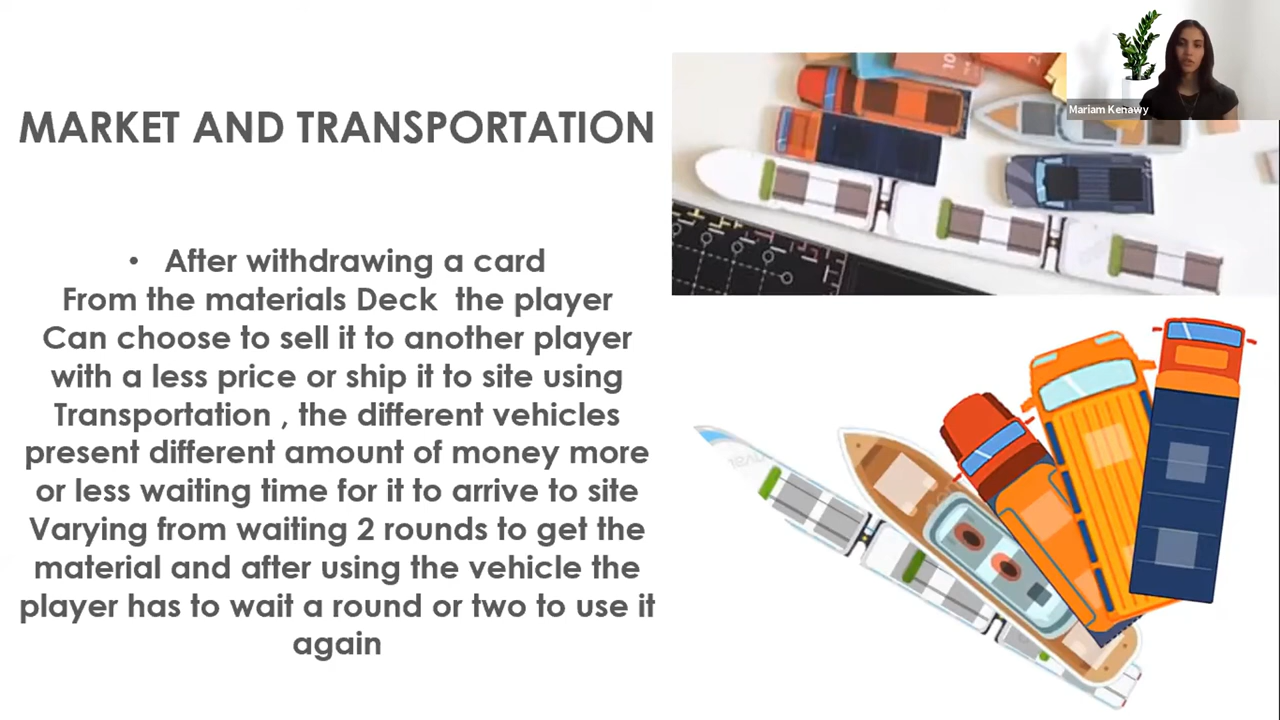 MARKET AND TRANSPORTATION
• After withdrawing a card
From the materials Deck the player
Can choose to sell it to another player
with a less price or ship it to site using
Transportation , the different vehicles
present different amount of money more
or less waiting time for it to arrive to site
Varying from waiting 2 rounds to get the
material and after using the vehicle the
player has to wait a round or two to use it
again
Mariam Kenawy